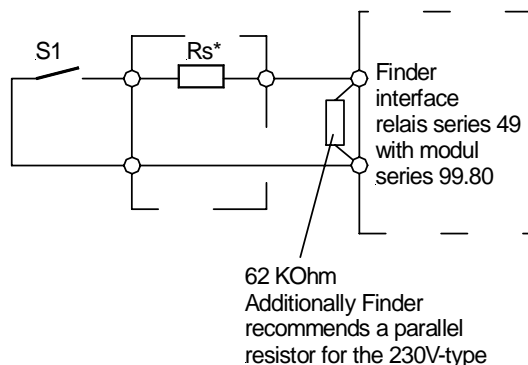 S1
Rs*
Finder
interface
relais series 49
with modul
series 99.80
62 KOhm
Additionally Finder
recommends a parallel
resistor for the 230V-type